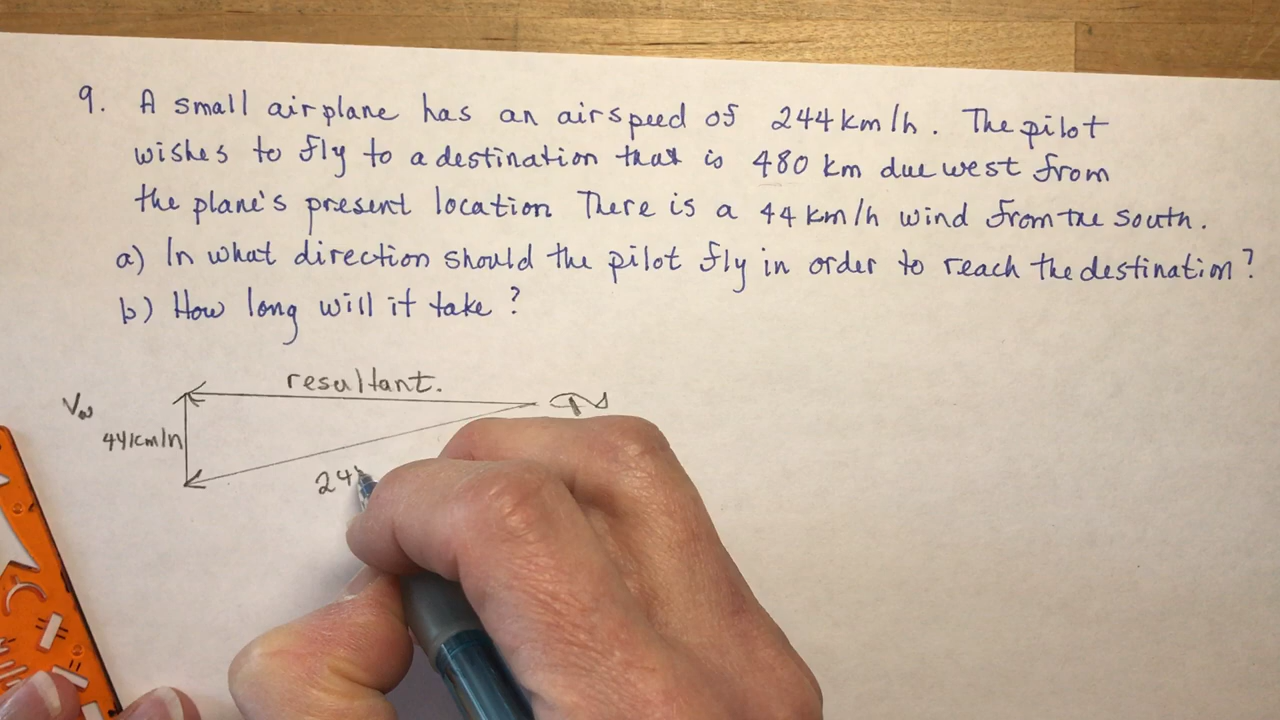 9. A small airplane has an airspeed of 244 km/h. The pilot
wishes to fly to a destination that is 480 km due west from
the plane's present location There is a 44 km/h wind from the south.
a) In what direction should the pilot fly in order to reach the destination?
b) How long will it take?
resultant.
Vw
44 km/h
244